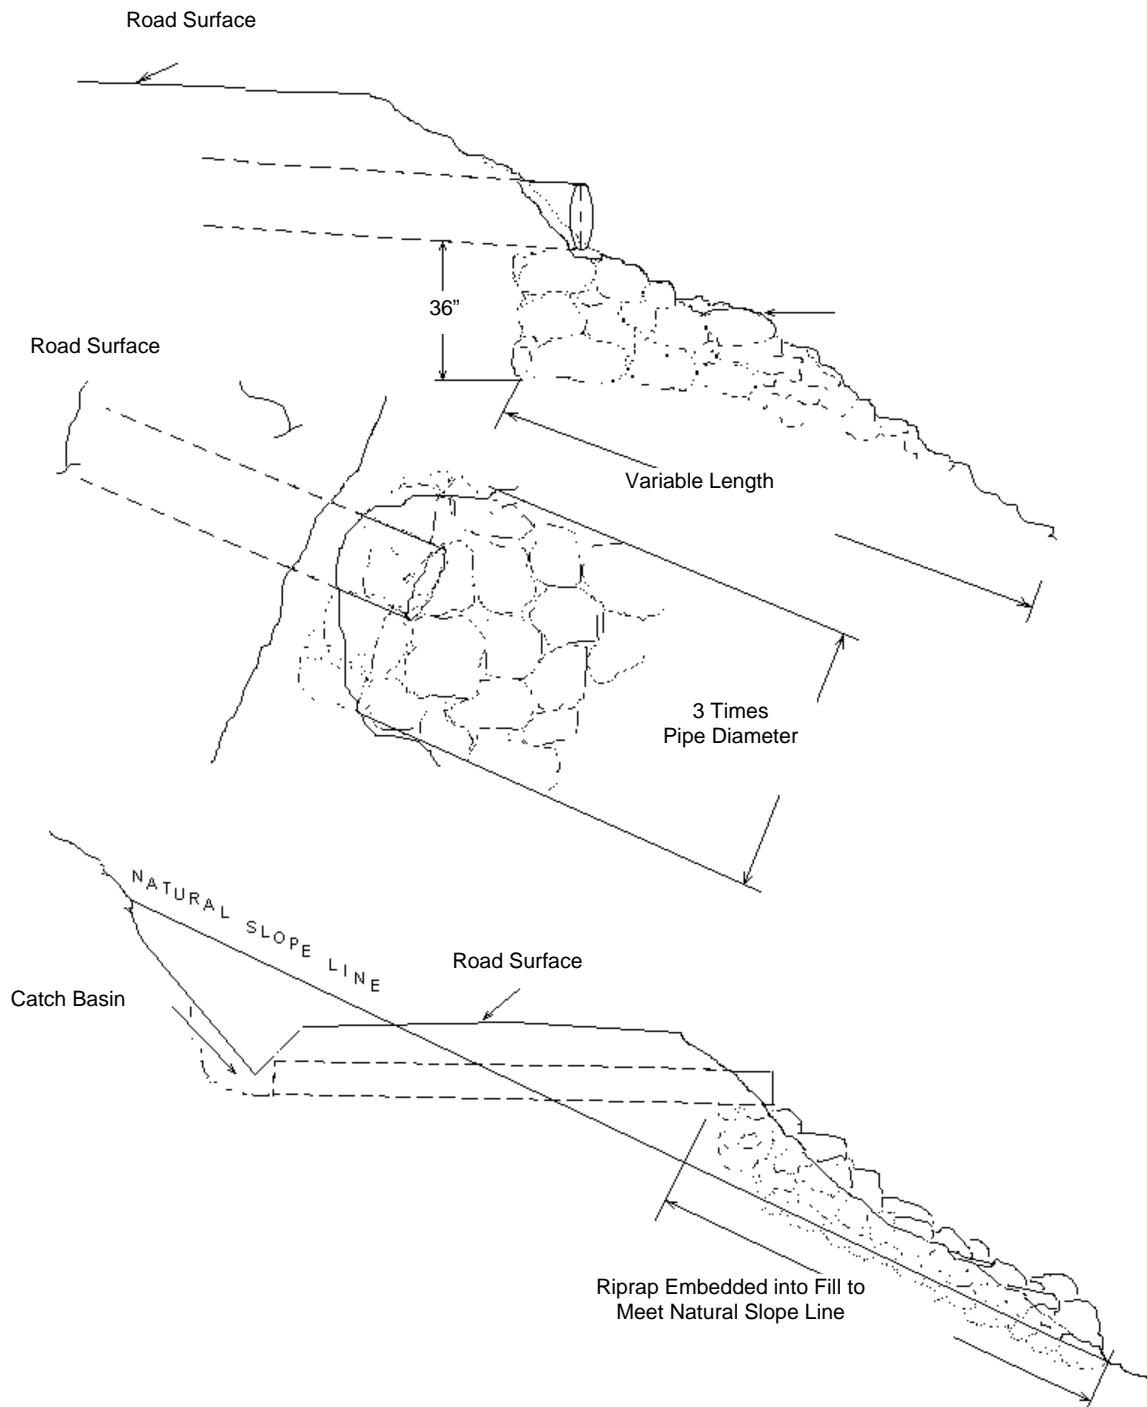 Road Surface
36”
Road Surface
Variable Length
3 Times
Pipe Diameter
NATURAL SLOPE LINE
Road Surface
Catch Basin
Riprap Embedded into Fill to
Meet Natural Slope Line